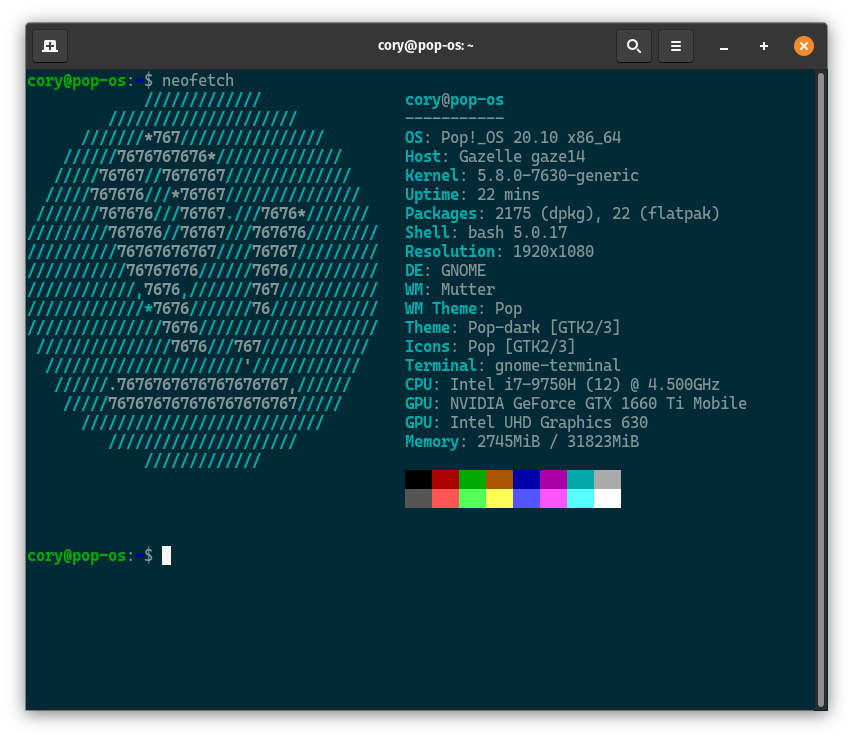 cory@pop-os: ~
cory@pop-os:~$ neofetch
             /////////////                cory@pop-os
         /////////////////////            -----------
      ///////*767////////////////         OS: Pop!_OS 20.10 x86_64
    //////7676767676*//////////////       Host: Gazelle gaze14
   /////76767//7676767//////////////      Kernel: 5.8.0-7630-generic
  /////767676///*76767///////////////     Uptime: 22 mins
 ///////767676///76767.///7676*///////    Packages: 2175 (dpkg), 22 (flatpak)
/////////767676//76767///767676////////   Shell: bash 5.0.17
//////////76767676767////76767/////////   Resolution: 1920x1080
///////////76767676//////7676//////////   DE: GNOME
////////////,7676,///////767///////////   WM: Mutter
/////////////*7676///////76////////////   WM Theme: Pop
///////////////7676////////////////////   Theme: Pop-dark [GTK2/3]
 ///////////////7676///767////////////    Icons: Pop [GTK2/3]
  //////////////////////'////////////     Terminal: gnome-terminal
   //////.7676767676767676767,//////      CPU: Intel i7-9750H (12) @ 4.500GHz
    /////767676767676767676767/////       GPU: NVIDIA GeForce GTX 1660 Ti Mobile
      ///////////////////////////         GPU: Intel UHD Graphics 630
         /////////////////////            Memory: 2745MiB / 31823MiB
             /////////////
cory@pop-os:~$